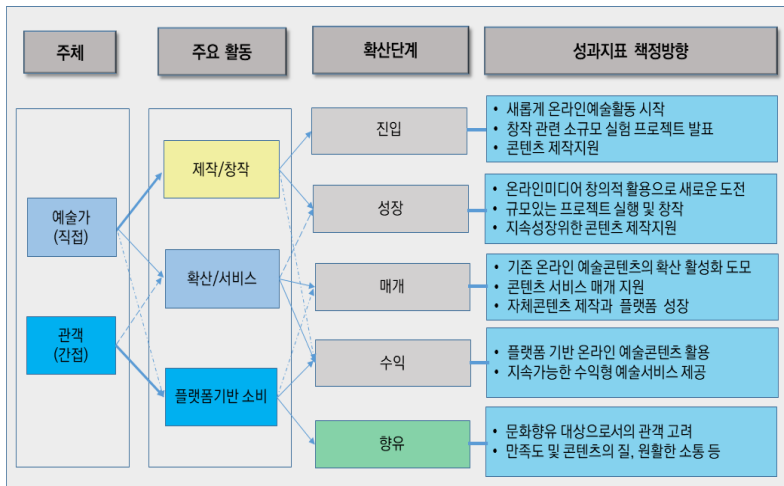 주체
주요 활동
확산단계
성과지표 책정방향
예술가
(직접)
관객
(간접)
제작/창작
확산/서비스
플랫폼기반 소비
진입
성장
매개
수익
향유
• 새롭게 온라인예술활동 시작
• 창작 관련 소규모 실험 프로젝트 발표
• 콘텐츠 제작지원
• 온라인미디어 창의적 활용으로 새로운 도전
• 규모있는 프로젝트 실행 및 창작
• 지속성장위한 콘텐츠 제작지원
• 기존 온라인 예술콘텐츠의 확산 활성화 도모
• 콘텐츠 서비스 매개 지원
• 자체콘텐츠 제작과 플랫폼 성장
• 플랫폼 기반 온라인 예술콘텐츠 활용
• 지속가능한 수익형 예술서비스 제공
• 문화향유 대상으로서의 관객 고려
• 만족도 및 콘텐츠의 질, 원활한 소통 등